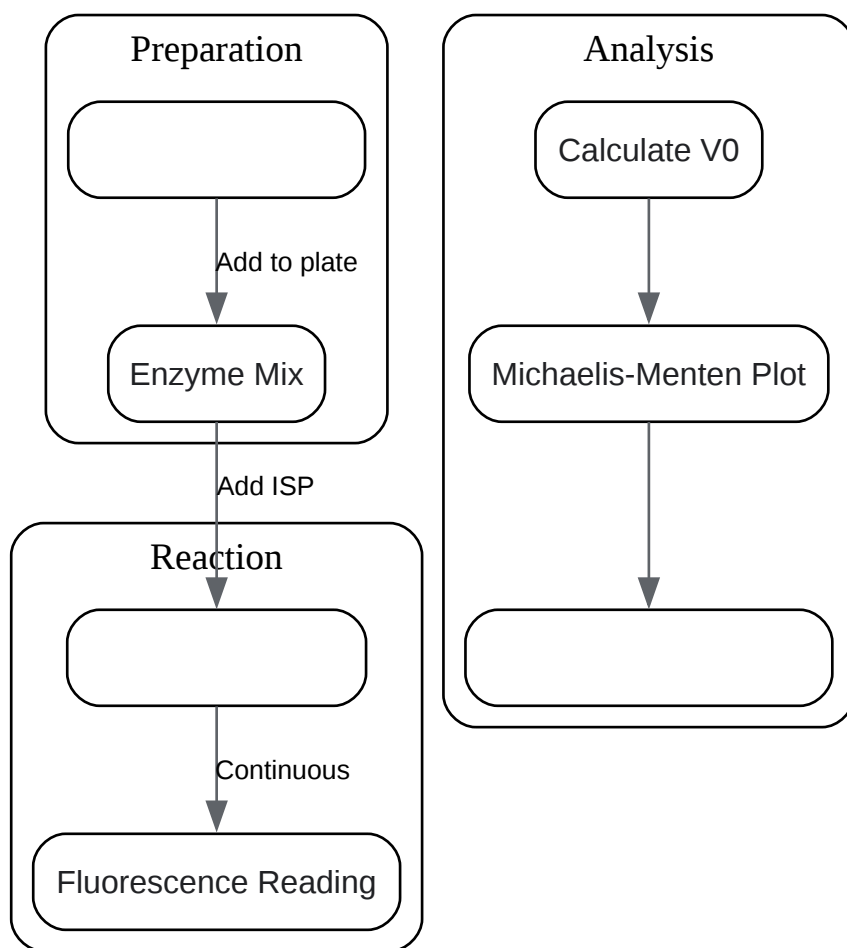 Preparation
Add to plate
Enzyme Mix
Add ISP
Reaction
Continuous
Fluorescence Reading
Analysis
Calculate V0
Michaelis-Menten Plot